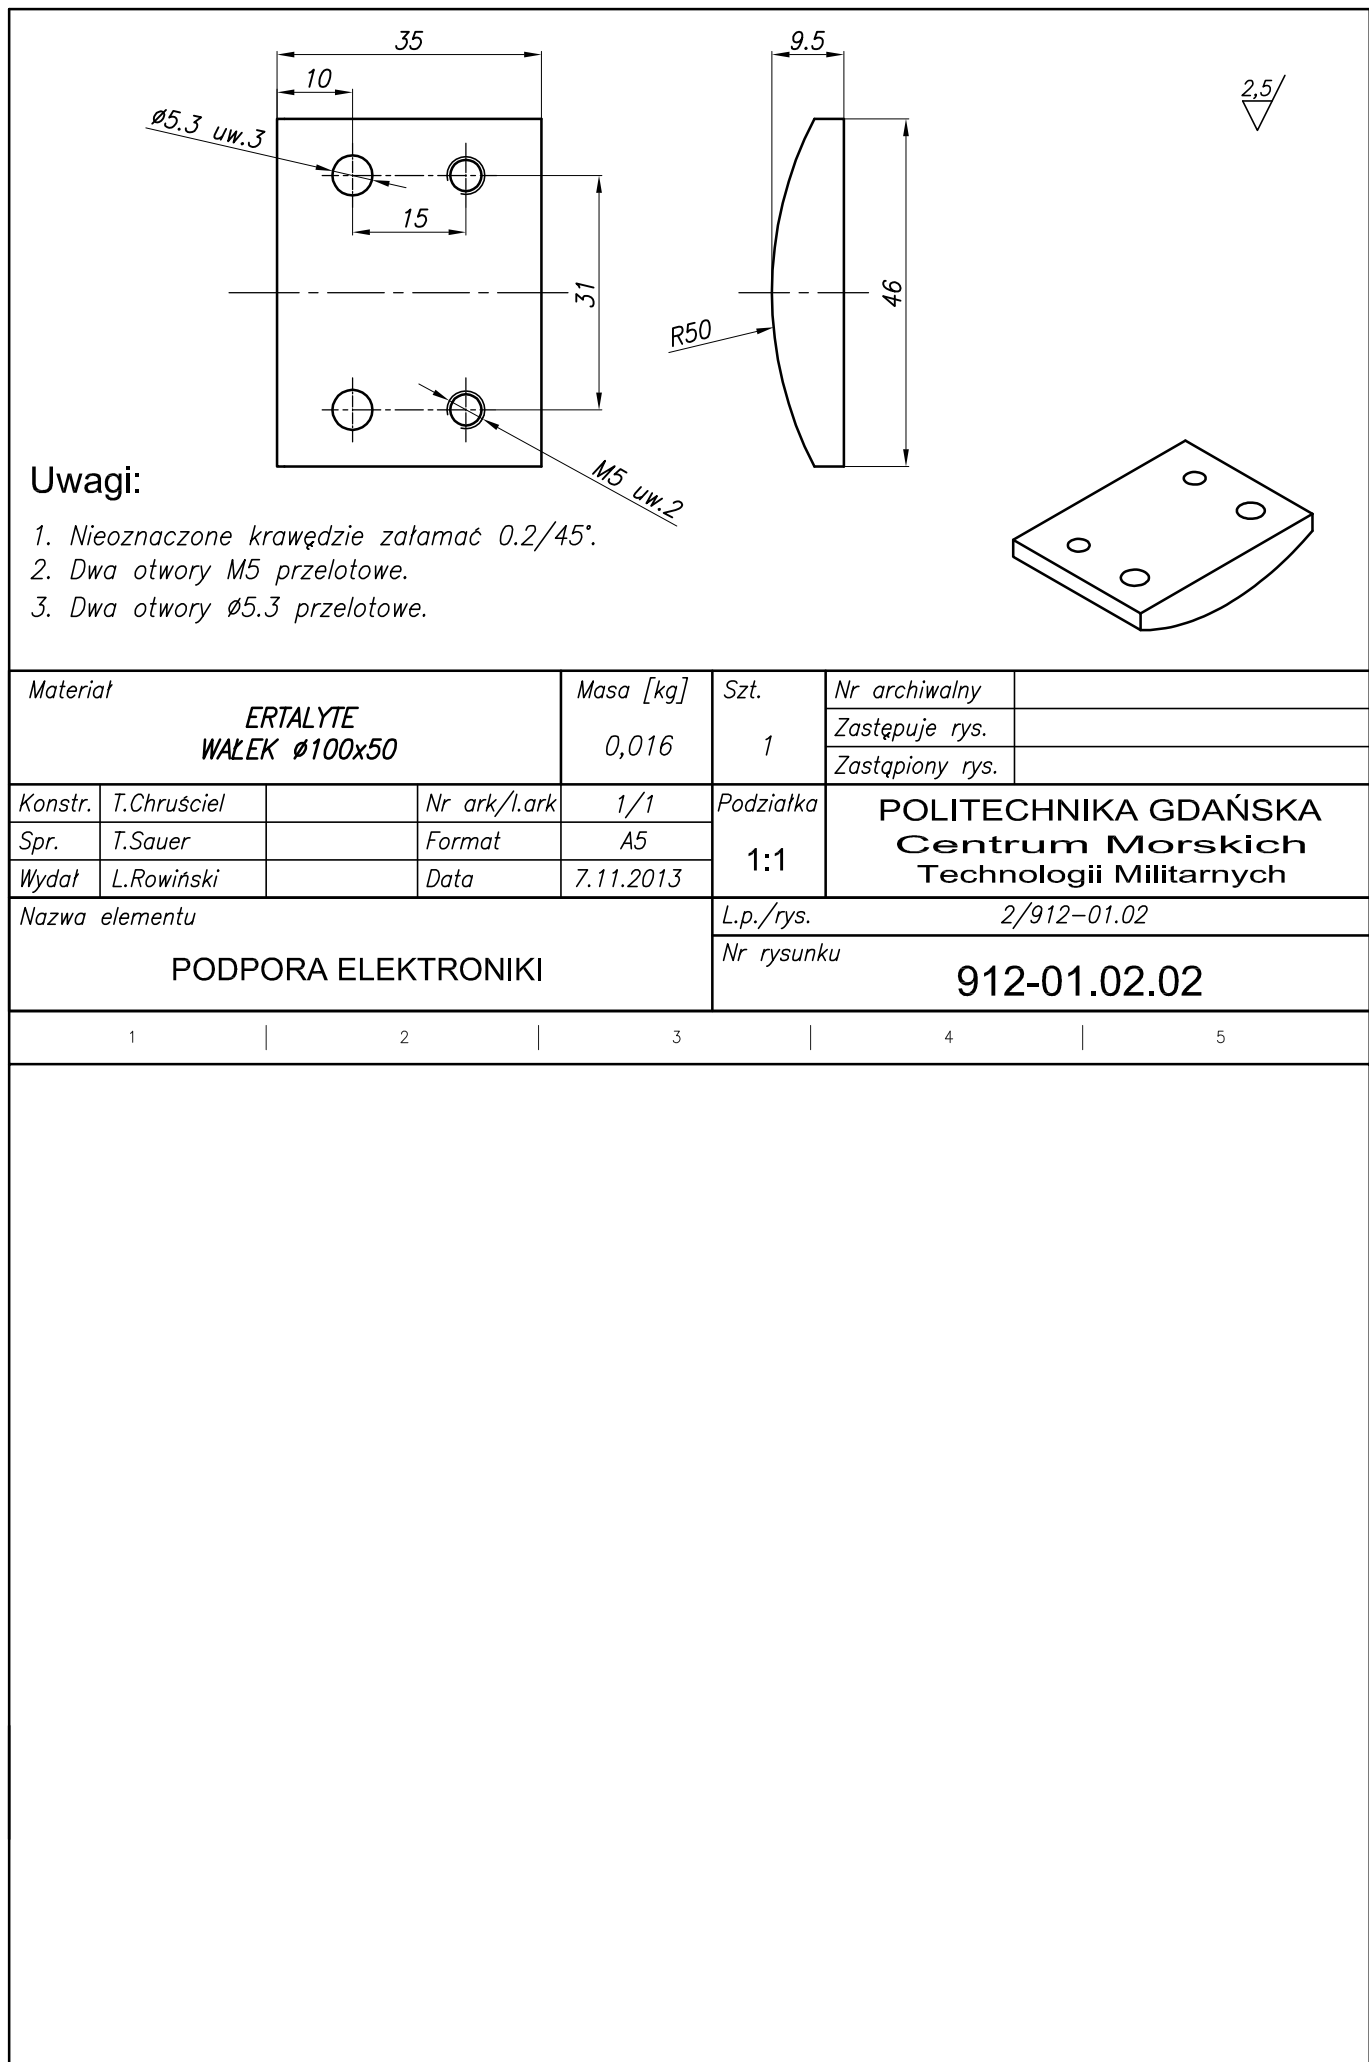 35
9.5
10
2,5
ø5.3 uw.3
15
31
46
R50
M5 uw.2
Uwagi:
1. Nieoznaczone krawędzie załamać 0.2/45°.
2. Dwa otwory M5 przelotowe.
3. Dwa otwory ø5.3 przelotowe.
Materiał
ERTALYTE
WAŁEK ø100x50
Masa [kg]
0,016
Szt.
1
Nr archiwalny
Zastępuje rys.
Zastąpiony rys.
Konstr. T.Chruściel Nr ark/l.ark 1/1
Spr. T.Sauer Format A5
Wydał L.Rowiński Data 7.11.2013
Podziałka
1:1
POLITECHNIKA GDAŃSKA
Centrum Morskich
Technologii Militarnych
Nazwa elementu
PODPORA ELEKTRONIKI
L.p./rys. 2/912-01.02
Nr rysunku
912-01.02.02
1 2 3 4 5